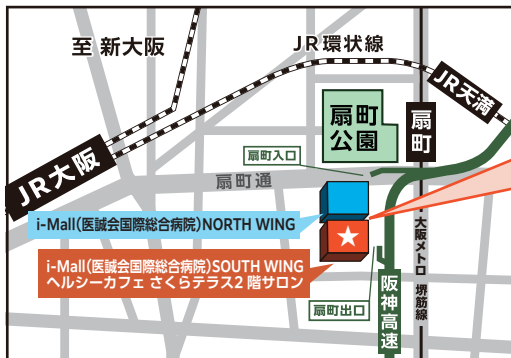 至 新大阪
JR環状線
JR天満
扇町
公園
扇町
扇町入口
JR大阪
扇町通
i-Mall(医誠会国際総合病院)NORTH WING
i-Mall(医誠会国際総合病院)SOUTH WING
ヘルシーカフェ さくらテラス2 階サロン
大阪メトロ 堺筋線
扇町出口
阪神高速